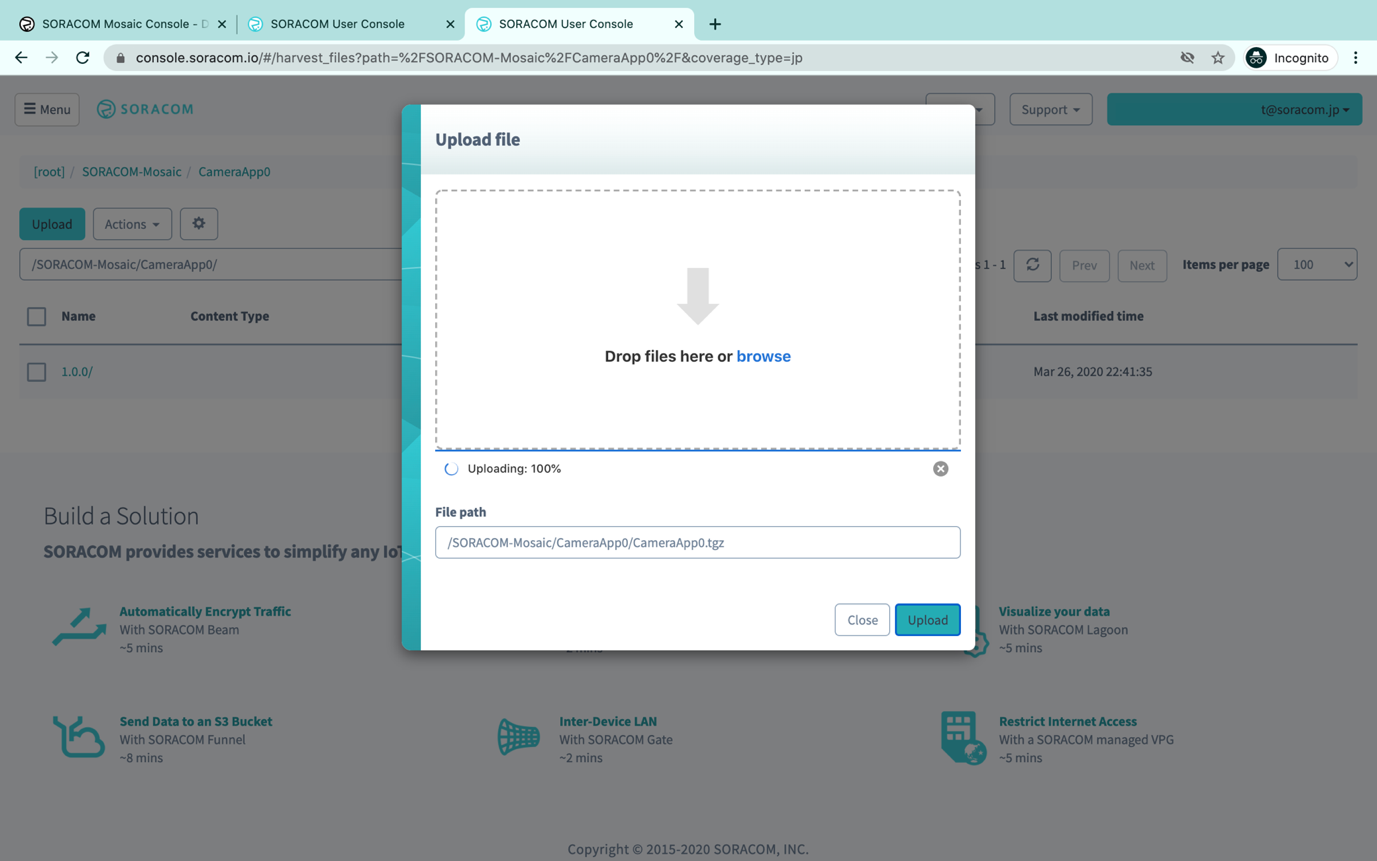 SORACOM Mosaic Console - D
SORACOM User Console
SORACOM User Console
console.soracom.io/#/harvest_files?path=%2FSORACOM-Mosaic%2FCameraApp0%2F&coverage_type=jp
Incognito
Menu
SORACOM
Support
t@soracom.jp
Upload file
[root] / SORACOM-Mosaic / CameraApp0
Upload
Actions
/SORACOM-Mosaic/CameraApp0/
s 1 - 1
Prev
Next
Items per page
100
Name
Content Type
Last modified time
1.0.0/
Mar 26, 2020 22:41:35
Drop files here or browse
Uploading: 100%
File path
/SORACOM-Mosaic/CameraApp0/CameraApp0.tgz
Close
Upload
Build a Solution
SORACOM provides services to simplify any IoT
Automatically Encrypt Traffic
With SORACOM Beam
~5 mins
Visualize your data
With SORACOM Lagoon
~5 mins
Send Data to an S3 Bucket
With SORACOM Funnel
~8 mins
Inter-Device LAN
With SORACOM Gate
~2 mins
Restrict Internet Access
With a SORACOM managed VPG
~5 mins
Copyright © 2015-2020 SORACOM, INC.